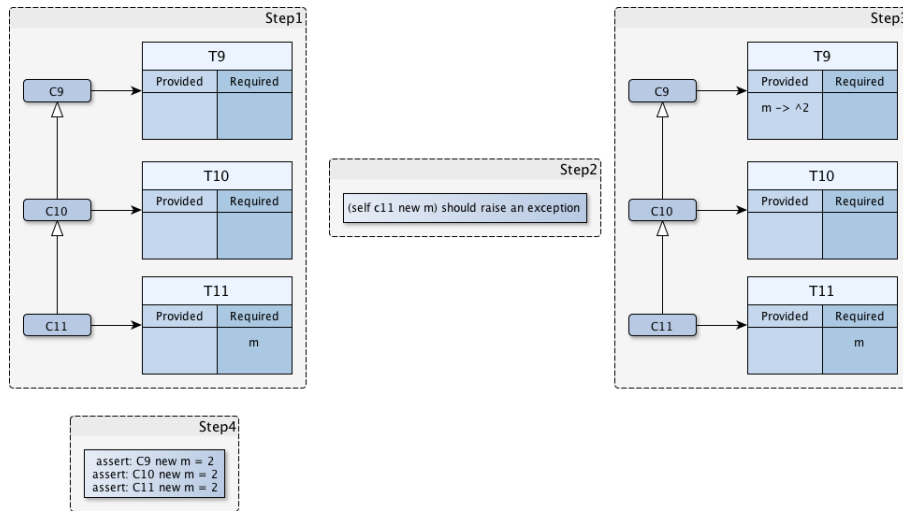 Step1
T9
Provided Required
C9
T10
Provided Required
C10
T11
Provided Required
C11
m
Step2
(self c11 new m) should raise an exception
Step3
T9
Provided Required
C9
m -> ^2
T10
Provided Required
C10
T11
Provided Required
C11
m
Step4
assert: C9 new m = 2
assert: C10 new m = 2
assert: C11 new m = 2